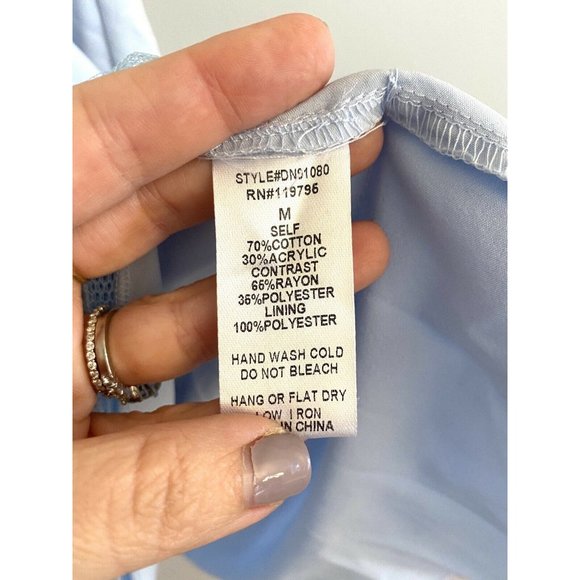 STYLE#DN91080
RN#119796
M
SELF
70%COTTON
30%ACRYLIC
CONTRAST
65%RAYON
35%POLYESTER
LINING
100%POLYESTER
HAND WASH COLD
DO NOT BLEACH
HANG OR FLAT DRY
LOW IRON
IN CHINA